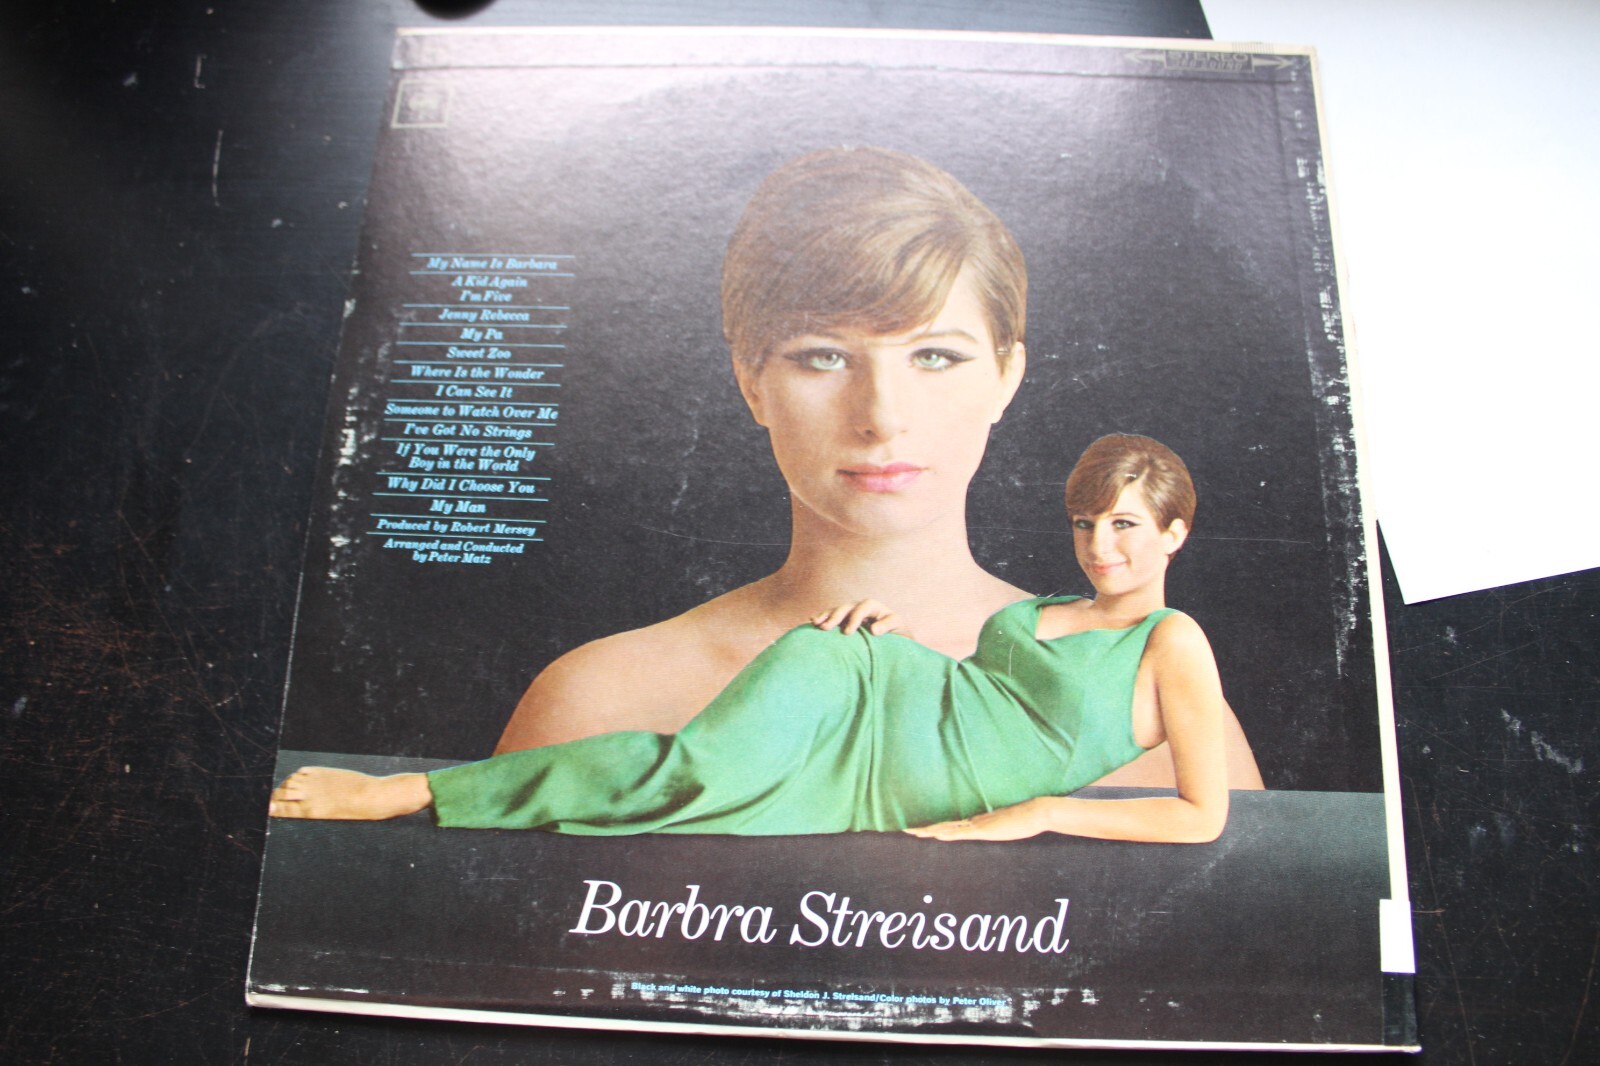 STEREO
My Name Is Barbara
A Kid Again
I'm Five
Jenny Rebecca
My Pa
Sweet Zoo
Where Is the Wonder
I Can See It
Someone to Watch Over Me
I've Got No Strings
If You Were the Only
Boy in the World
Why Did I Choose You
My Man
Produced by Robert Mersey
Arranged and Conducted
by Peter Matz
Barbra Streisand
Black and white photo courtesy of Sheldon J. Streisand/Color photos by Peter Oliver